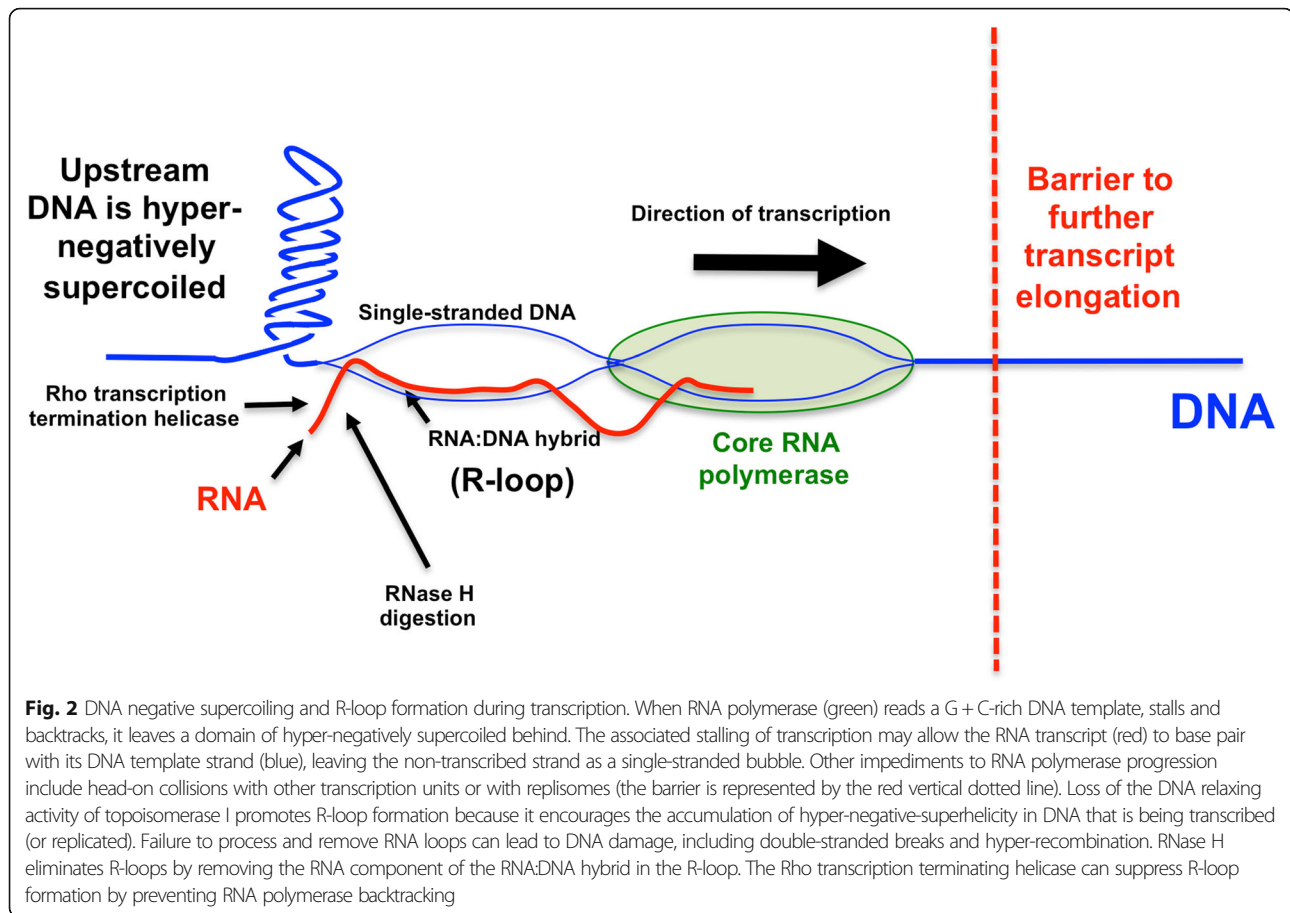 Upstream
DNA is hyper-
negatively
supercoiled
Direction of transcription
Barrier to
further
transcript
elongation
Single-stranded DNA
Rho transcription
termination helicase
RNA:DNA hybrid
(R-loop)
Core RNA
polymerase
DNA
RNA
RNase H
digestion
Fig. 2 DNA negative supercoiling and R-loop formation during transcription. When RNA polymerase (green) reads a G + C-rich DNA template, stalls and
backtracks, it leaves a domain of hyper-negatively supercoiled behind. The associated stalling of transcription may allow the RNA transcript (red) to base pair
with its DNA template strand (blue), leaving the non-transcribed strand as a single-stranded bubble. Other impediments to RNA polymerase progression
include head-on collisions with other transcription units or with replisomes (the barrier is represented by the red vertical dotted line). Loss of the DNA relaxing
activity of topoisomerase I promotes R-loop formation because it encourages the accumulation of hyper-negative-superhelicity in DNA that is being transcribed
(or replicated). Failure to process and remove RNA loops can lead to DNA damage, including double-stranded breaks and hyper-recombination. RNase H
eliminates R-loops by removing the RNA component of the RNA:DNA hybrid in the R-loop. The Rho transcription terminating helicase can suppress R-loop
formation by preventing RNA polymerase backtracking